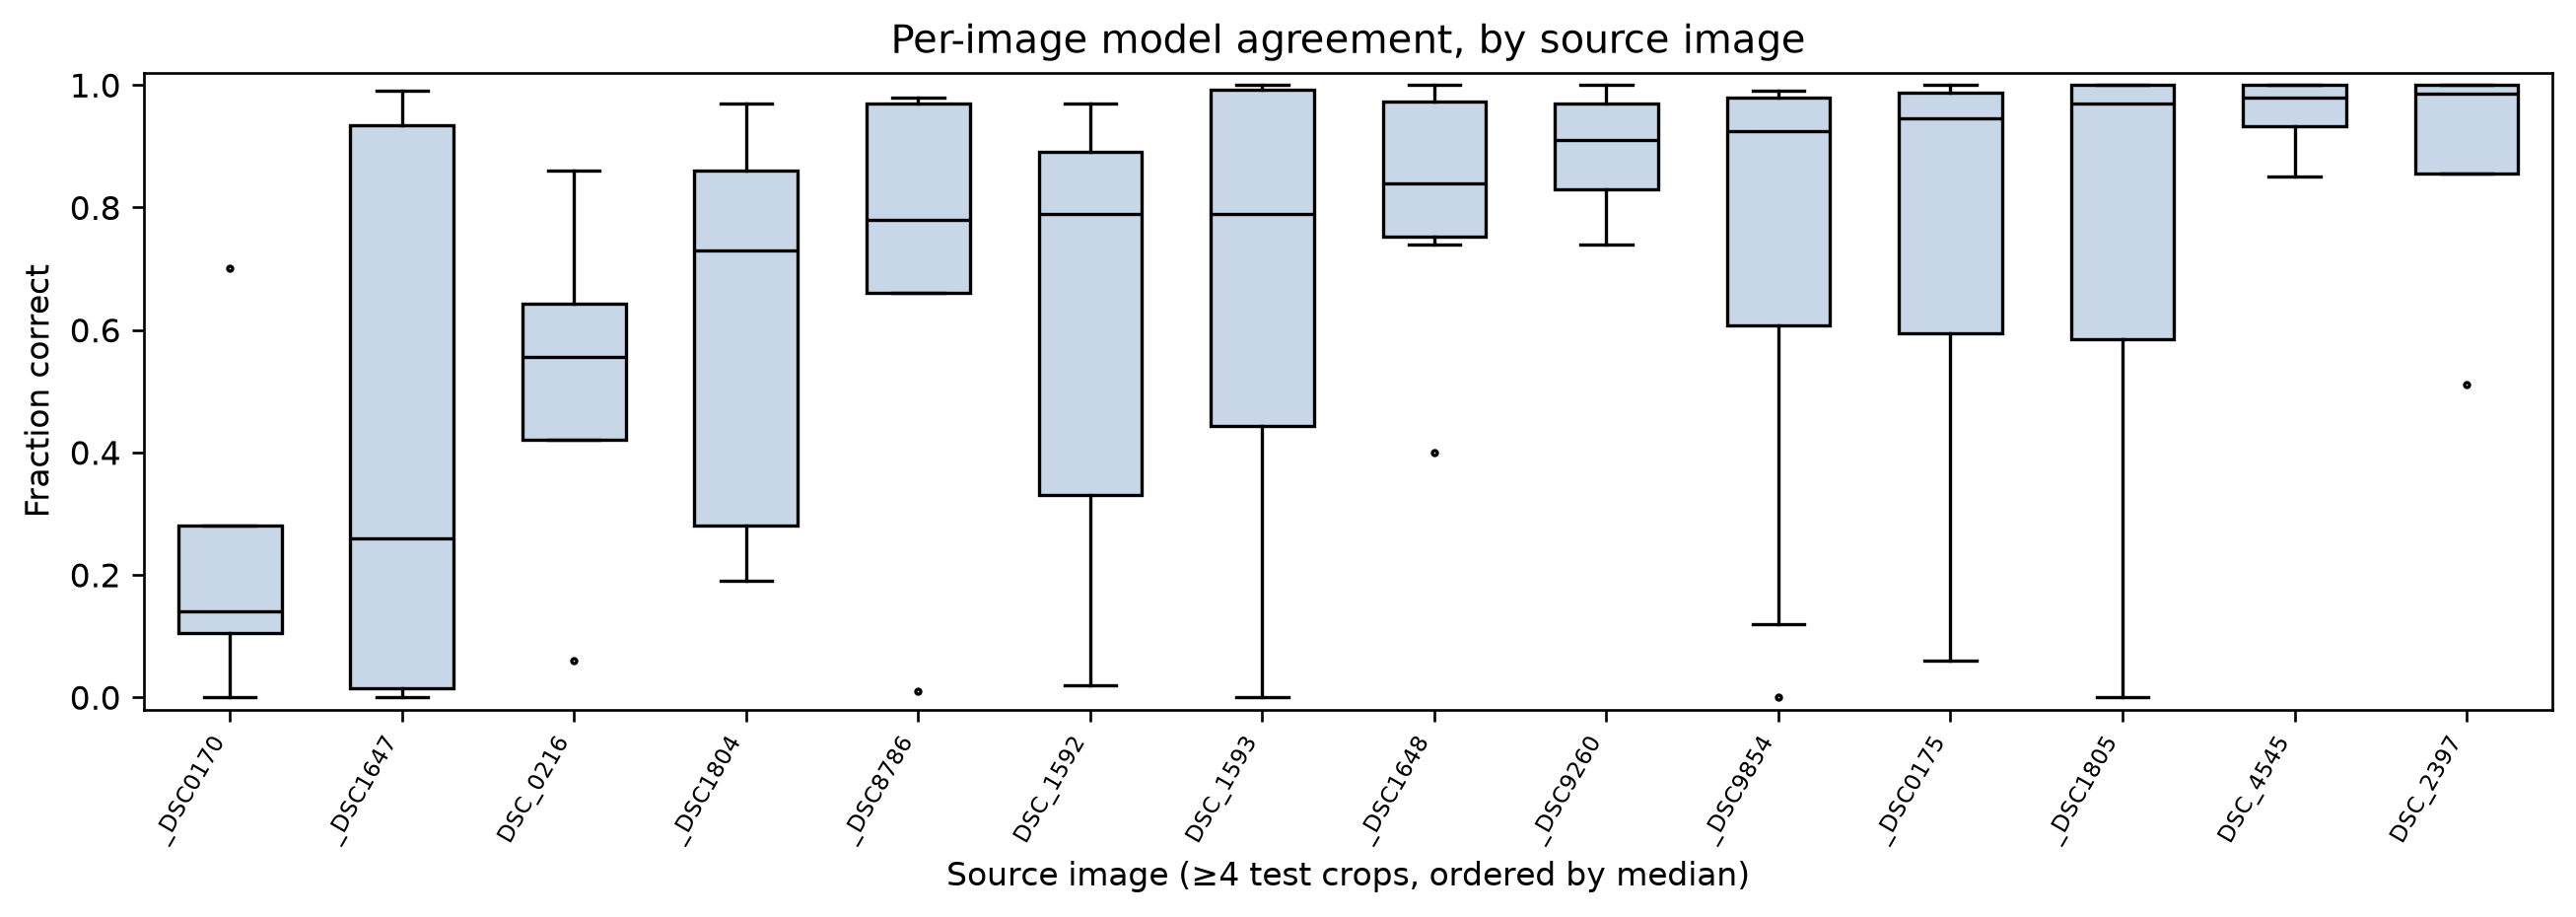 Per-image model agreement, by source image
Fraction correct
1.0
0.8
0.6
0.4
0.2
0.0
_DSC0170
_DSC1647
DSC_0216
_DSC1804
_DSC8786
DSC_1592
DSC_1593
_DSC1648
_DSC9260
_DSC9854
_DSC0175
_DSC1805
DSC_4545
DSC_2397
Source image (≥4 test crops, ordered by median)